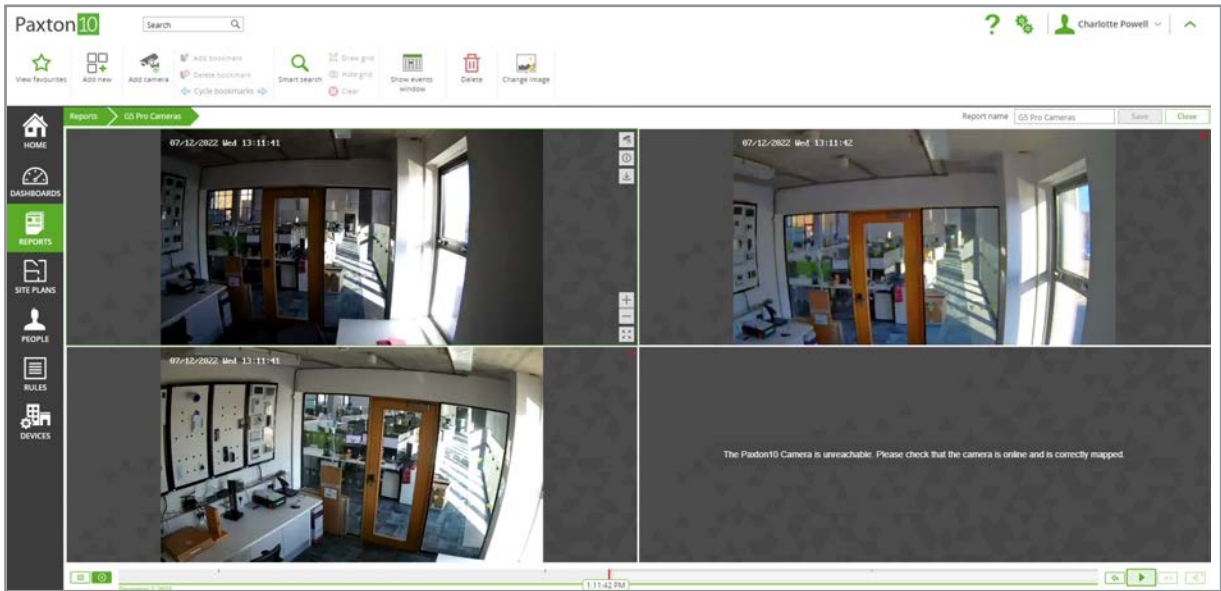 Paxton10
Search
Charlotte Powell
View favourites
Add new
Add camera
Add bookmark
Delete bookmark
Cycle bookmarks
Smart search
Draw grid
Hide grid
Clear
Show events window
Delete
Change image
HOME
DASHBOARDS
REPORTS
SITE PLANS
PEOPLE
RULES
DEVICES
Reports
G5 Pro Cameras
Report name
G5 Pro Cameras
Save
Close
07/12/2022 Wed 13:11:41
07/12/2022 Wed 13:11:42
07/12/2022 Wed 13:11:41
The Paxdon10 Camera is unreachable. Please check that the camera is online and is correctly mapped.
1:11:42 PM